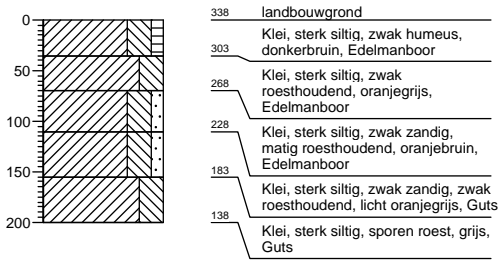 0
50
100
150
200
338 landbouwgrond
Klei, sterk siltig, zwak humeus,
donkerbruin, Edelmanboor
303
Klei, sterk siltig, zwak
roesthoudend, oranjegrijs,
Edelmanboor
268
Klei, sterk siltig, zwak zandig,
matig roesthoudend, oranjebruin,
Edelmanboor
228
Klei, sterk siltig, zwak zandig, zwak
roesthoudend, licht oranjegrijs, Guts
183
Klei, sterk siltig, sporen roest, grijs,
Guts
138